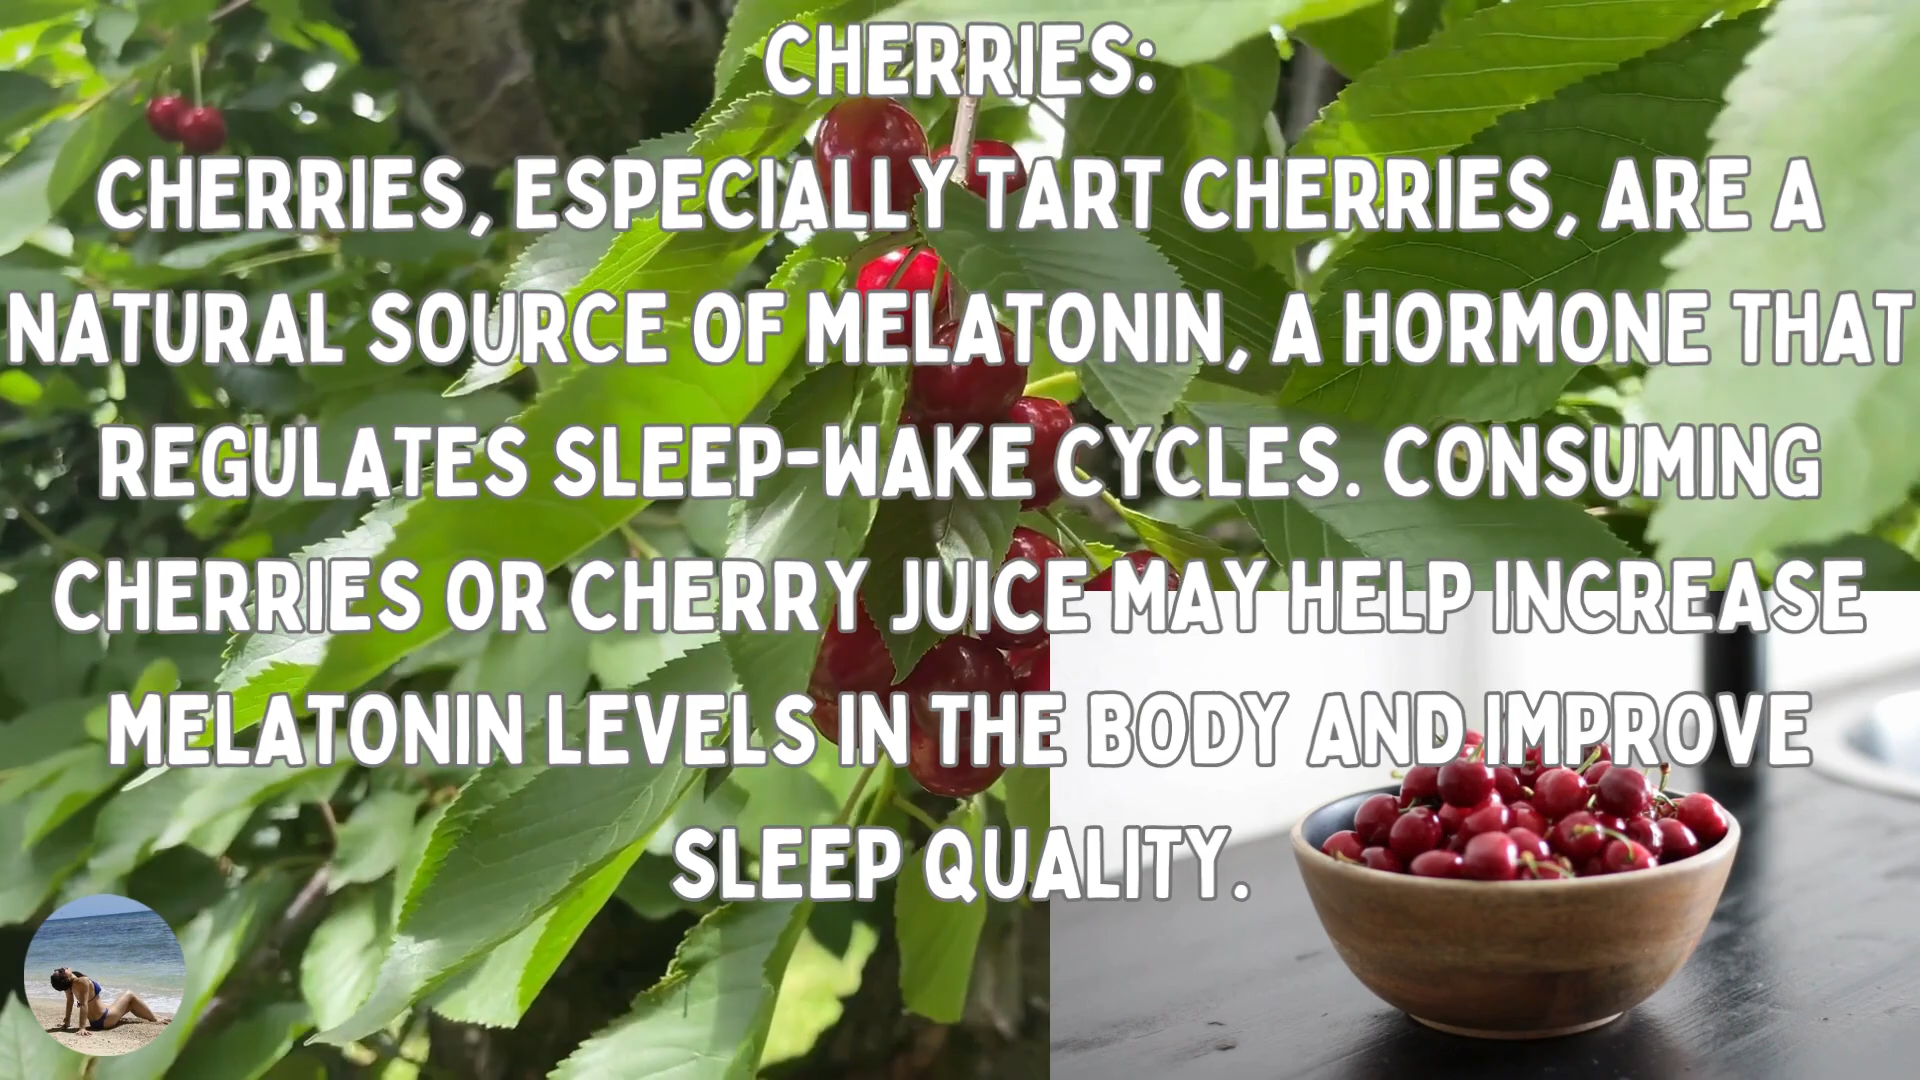 CHERRIES:
CHERRIES, ESPECIALLY TART CHERRIES, ARE A
NATURAL SOURCE OF MELATONIN, A HORMONE THAT
REGULATES SLEEP-WAKE CYCLES. CONSUMING
CHERRIES OR CHERRY JUICE MAY HELP INCREASE
MELATONIN LEVELS IN THE BODY AND IMPROVE
SLEEP QUALITY.